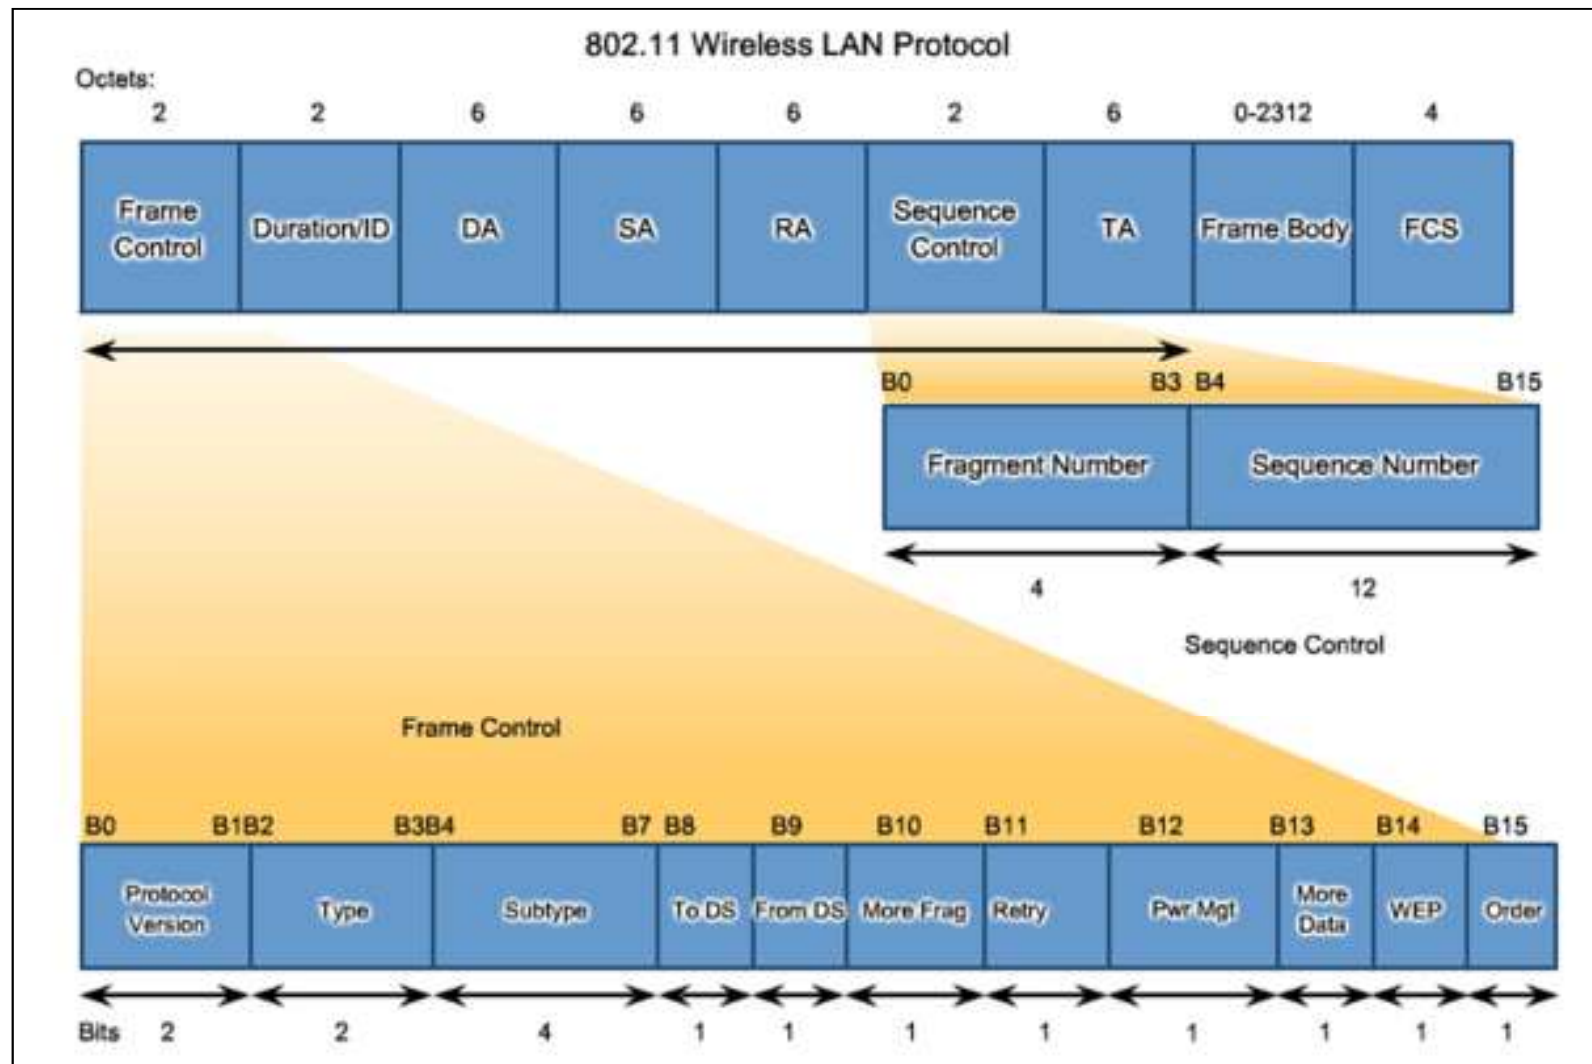 802.11 Wireless LAN Protocol
Octets:
2 2 6 6 6 2 6 0-2312 4
Frame Control
Duration/ID
DA
SA
RA
Sequence Control
TA
Frame Body
FCS
B0 B3 B4 B15
Fragment Number
Sequence Number
4 12
Sequence Control
Frame Control
B0 B1B2 B3B4 B7 B8 B9 B10 B11 B12 B13 B14 B15
Protocol Version
Type
Subtype
To DS
From DS
More Frag
Retry
Pwr Mgt
More Data
WEP
Order
Bits 2 2 4 1 1 1 1 1 1 1 1